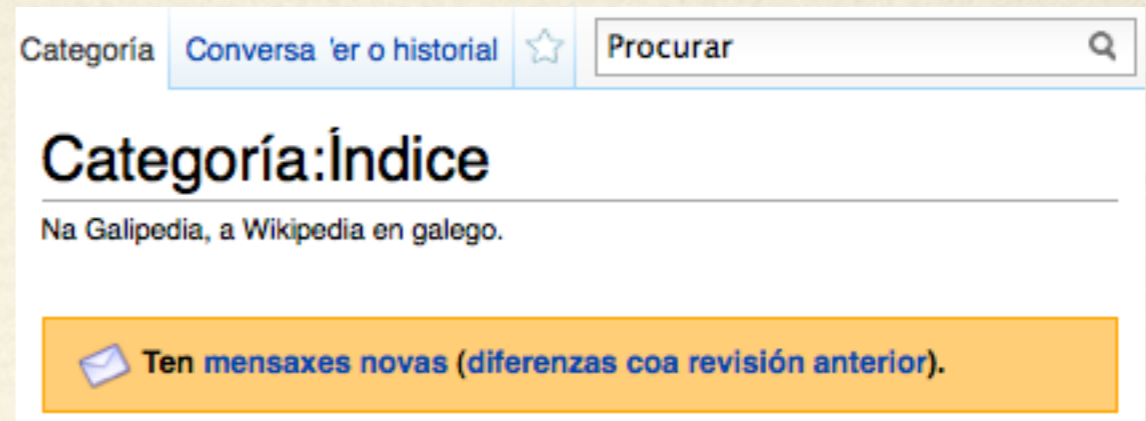 Categoría Conversa 'er o historial Procurar
Categoría:Índice
Na Galipedia, a Wikipedia en galego.
Ten mensaxes novas (diferenzas coa revisión anterior).